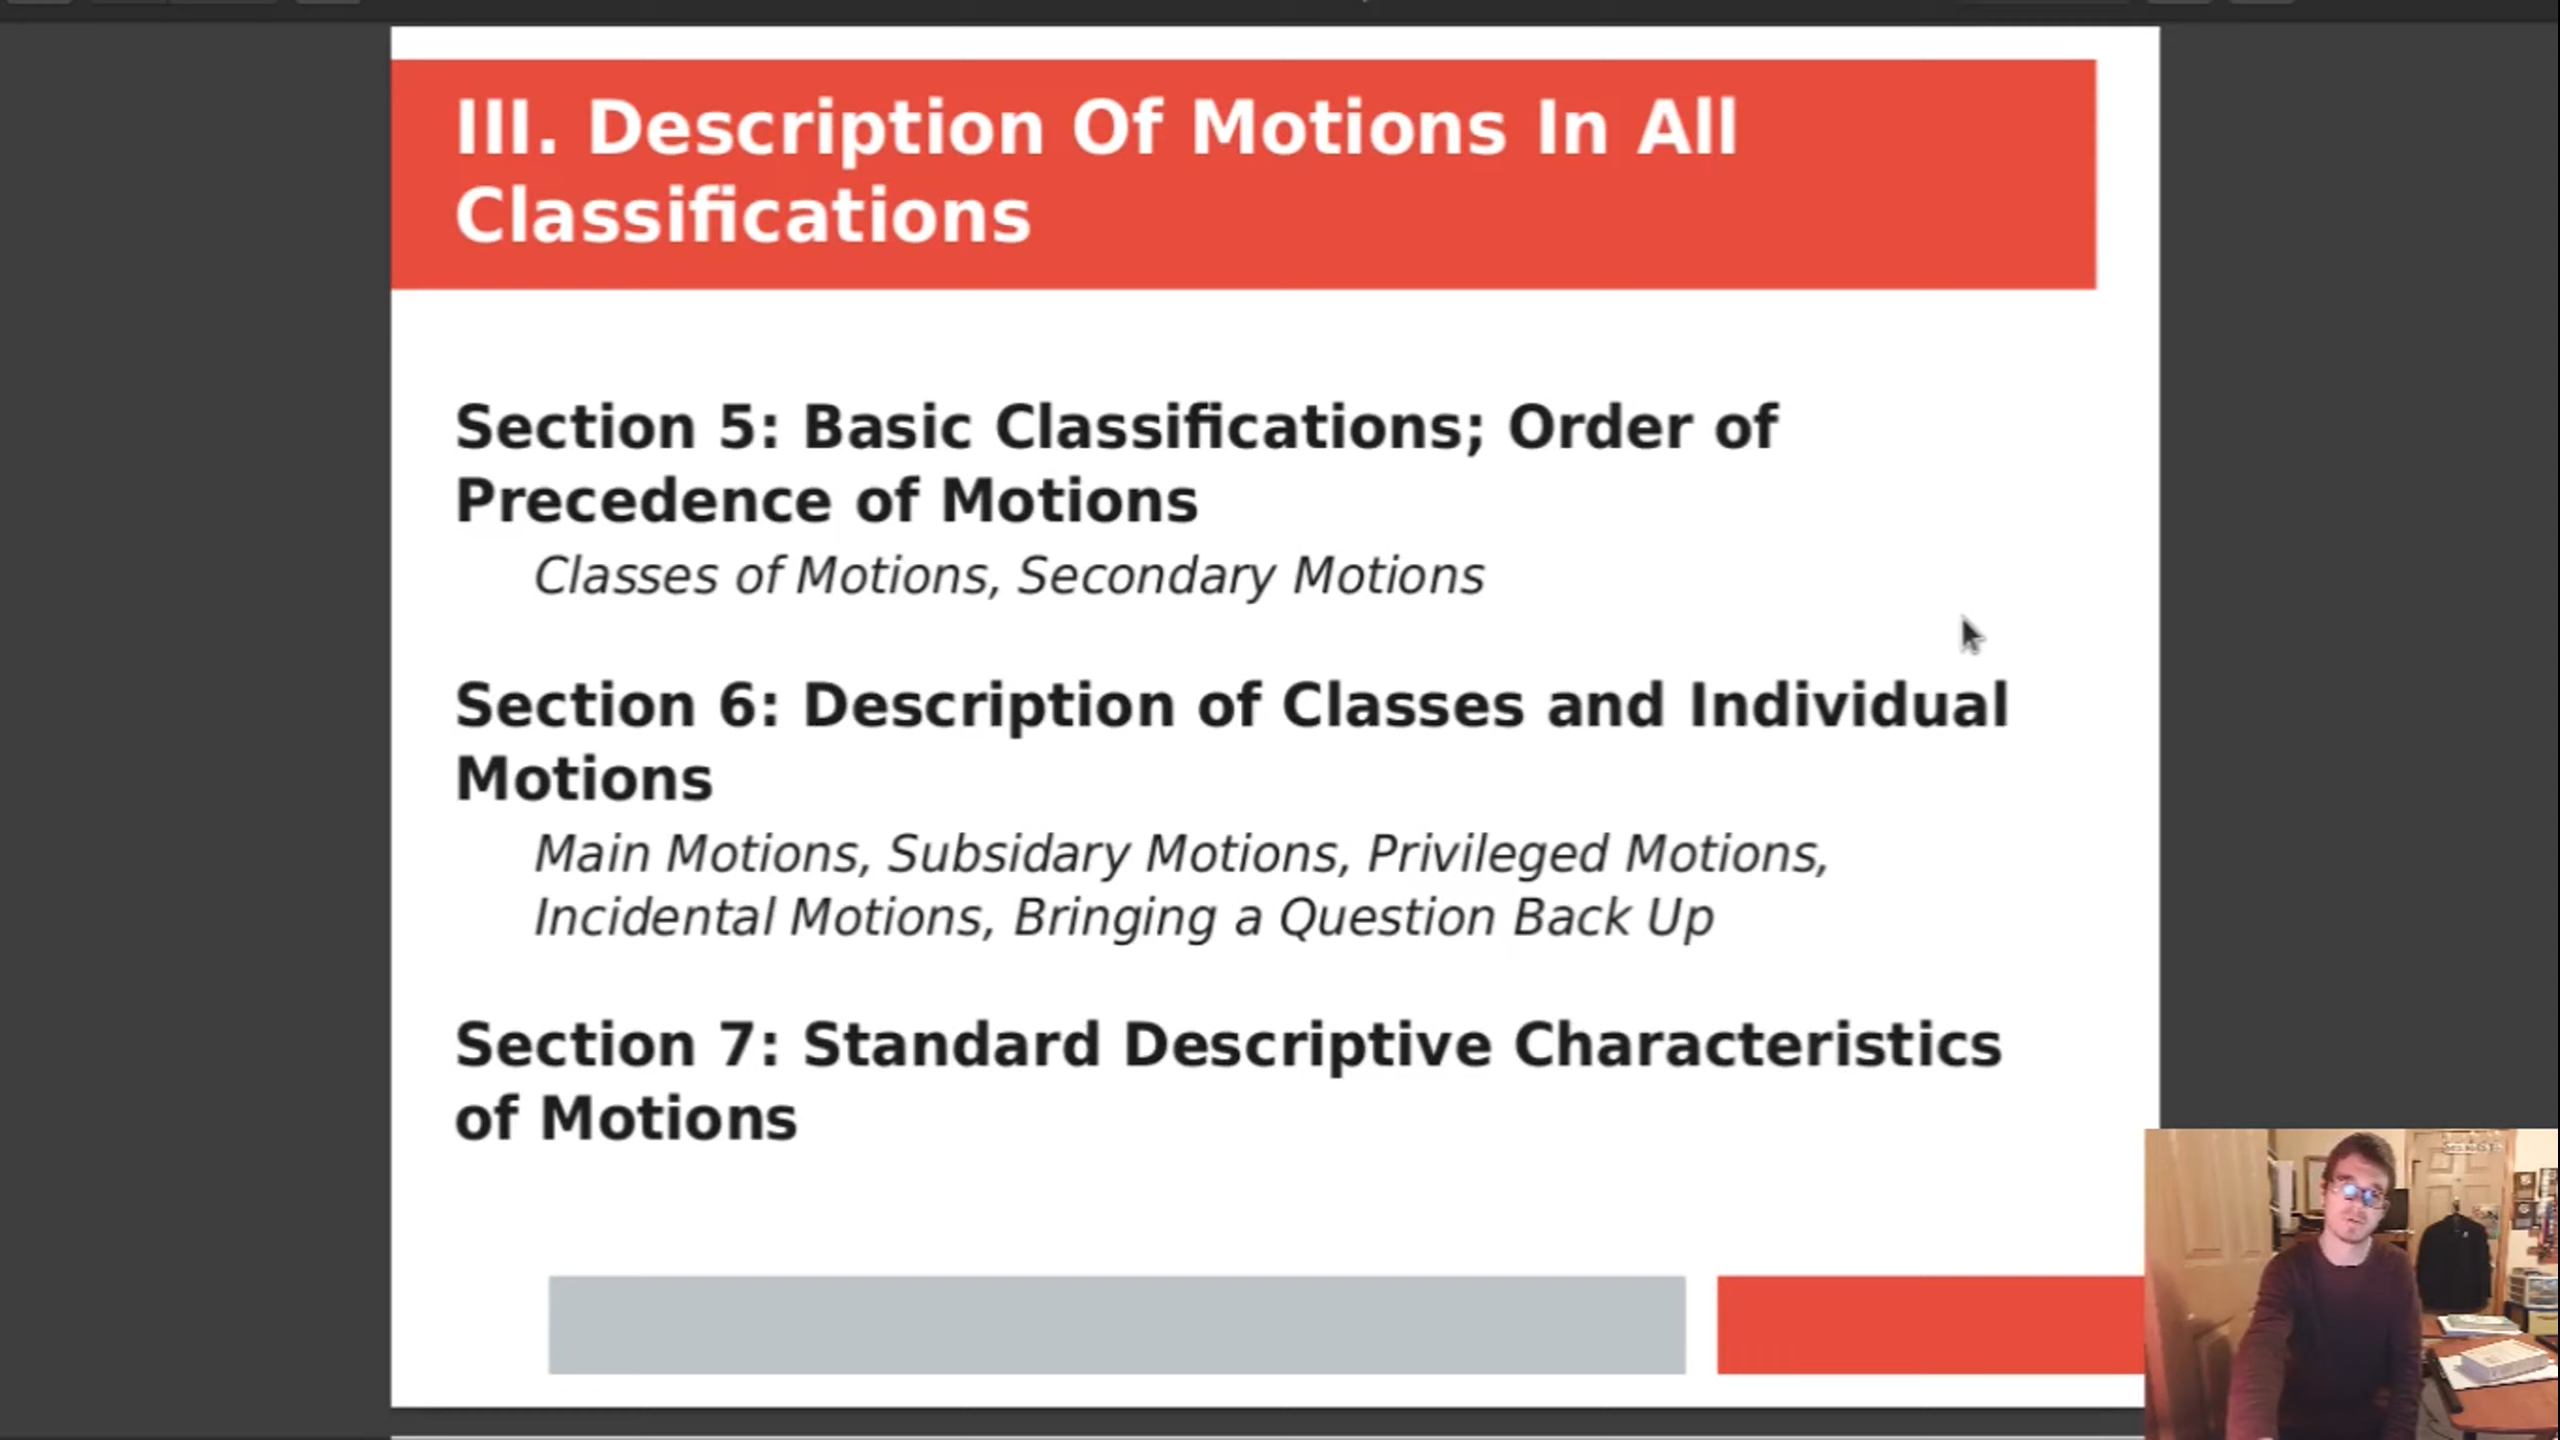 III. Description Of Motions In All
Classifications
Section 5: Basic Classifications; Order of
Precedence of Motions
Classes of Motions, Secondary Motions
Section 6: Description of Classes and Individual
Motions
Main Motions, Subsidary Motions, Privileged Motions,
Incidental Motions, Bringing a Question Back Up
Section 7: Standard Descriptive Characteristics
of Motions